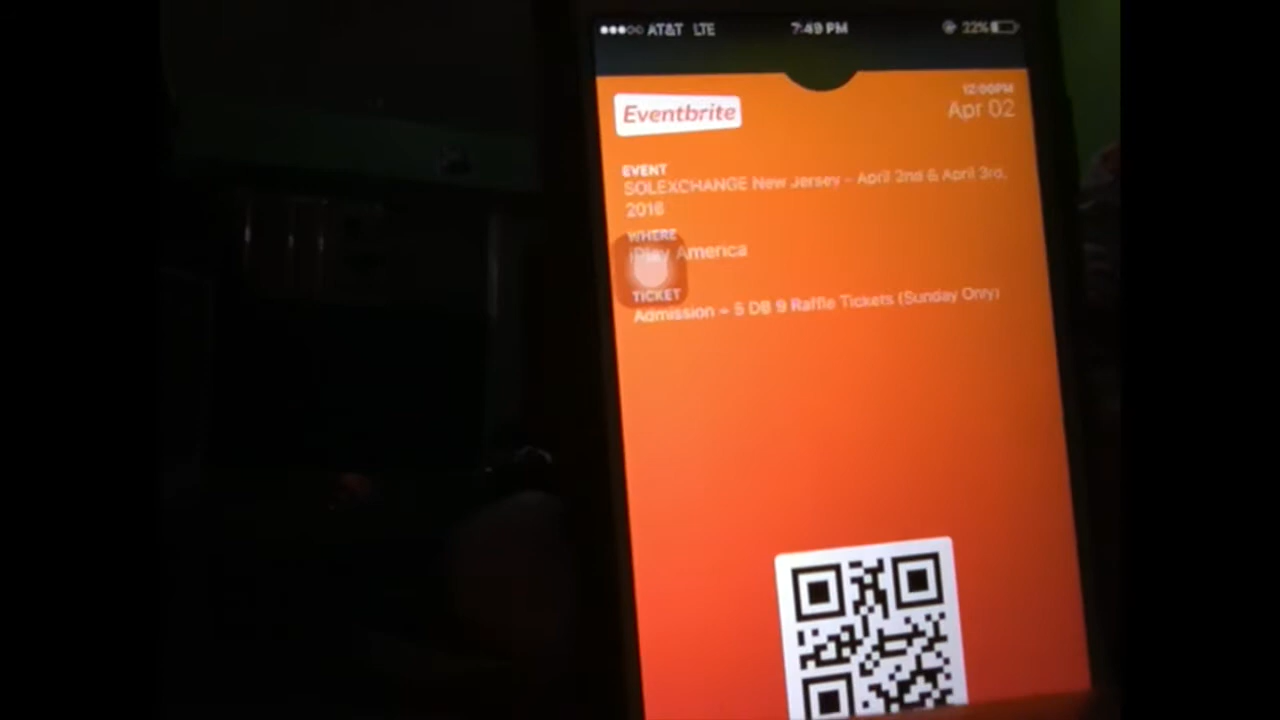 AT&T LTE 7:49 PM 22%
Eventbrite
12:00PM
Apr 02
EVENT
SOLEXCHANGE New Jersey - April 2nd & April 3rd,
2016
WHERE
iPlay America
TICKET
Admission + 5 DB 9 Raffle Tickets (Sunday Only)